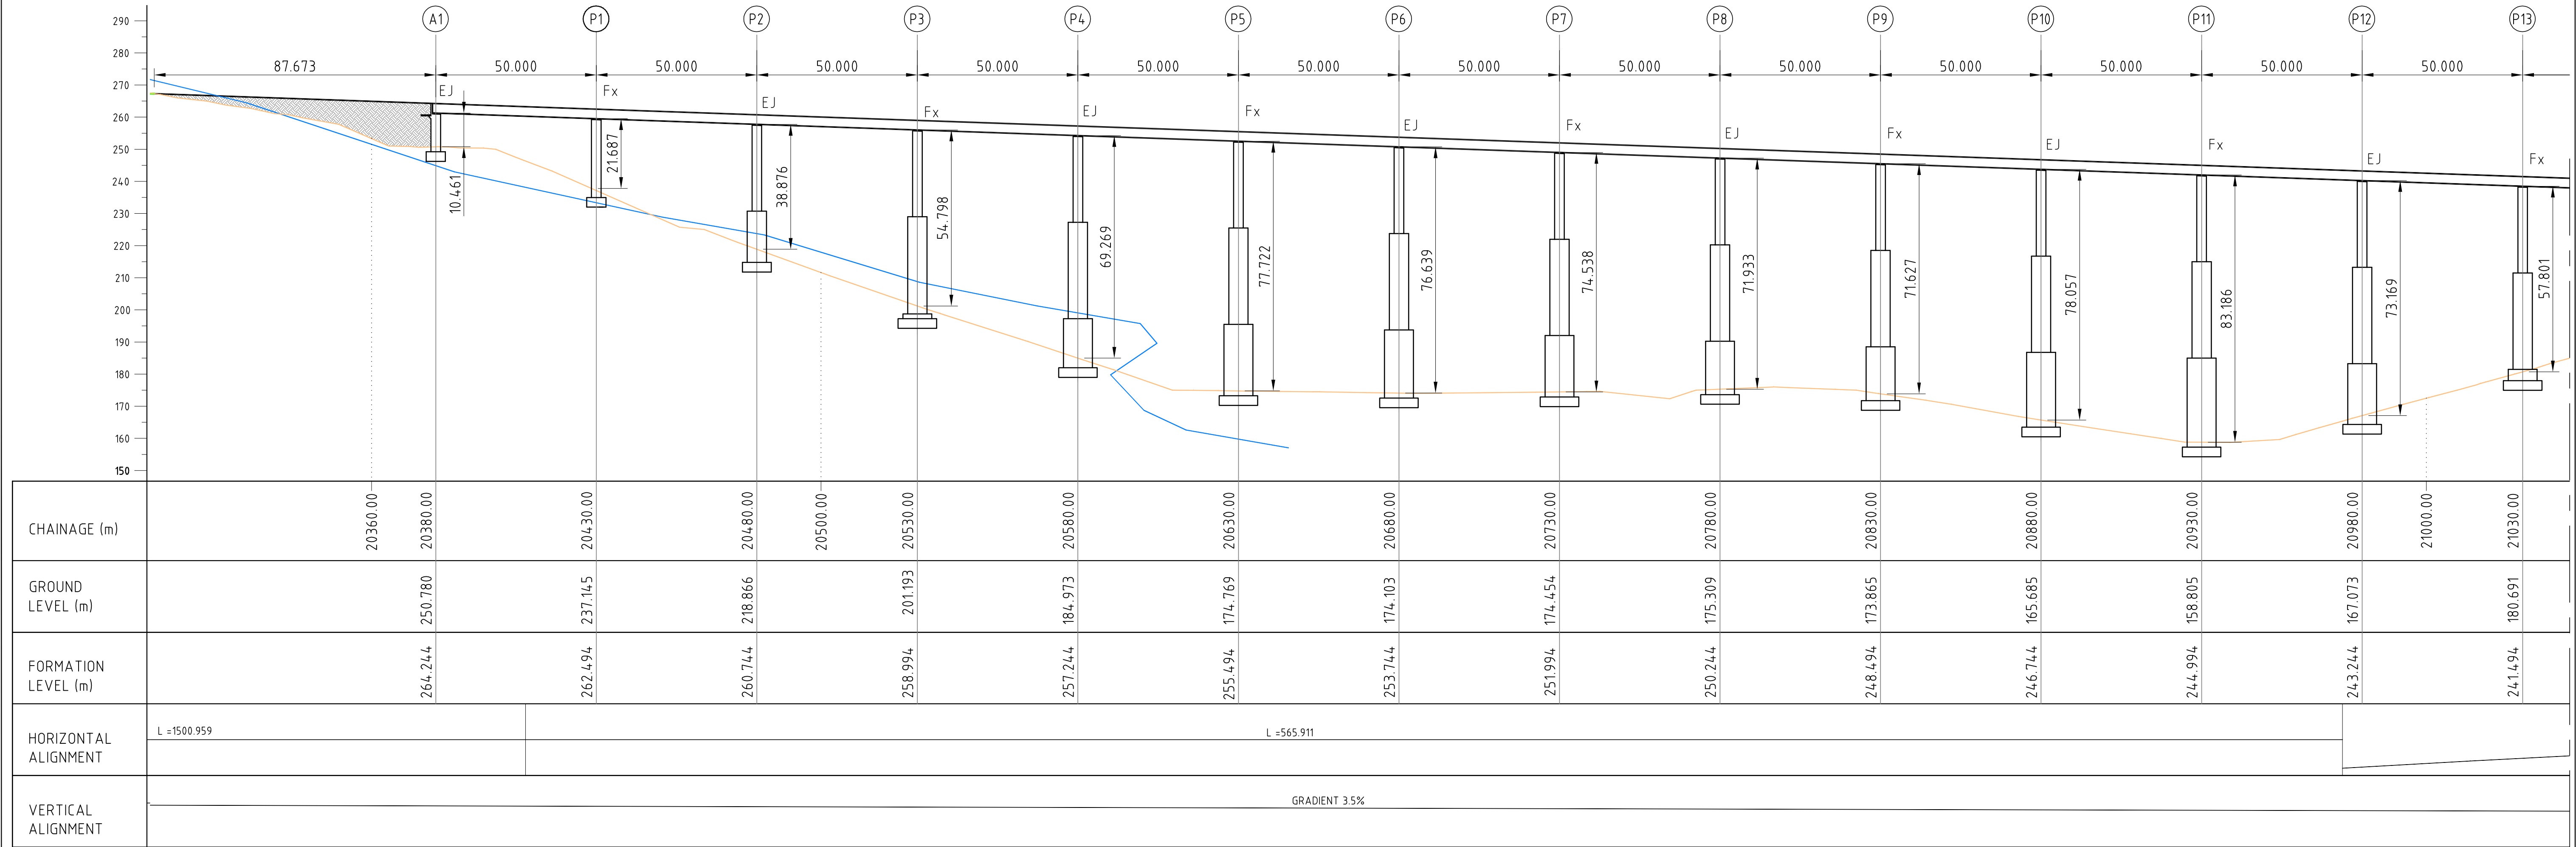 A1 P1 P2 P3 P4 P5 P6 P7 P8 P9 P10 P11 P12 P13
87.673 50.000 50.000 50.000 50.000 50.000 50.000 50.000 50.000 50.000 50.000 50.000 50.000 50.000
EJ Fx EJ Fx EJ Fx EJ Fx EJ Fx EJ Fx EJ Fx
290
280
270
260
250
240
230
220
210
200
190
180
170
160
150
10.461 21.687 38.876 54.798 69.269 77.722 76.639 74.538 71.933 71.627 78.057 83.186 73.169 57.801
CHAINAGE (m)
20360.00 20380.00 20430.00 20480.00 20500.00 20530.00 20580.00 20630.00 20680.00 20730.00 20780.00 20830.00 20880.00 20930.00 20980.00 21000.00 21030.00
GROUND
LEVEL (m)
250.780 237.145 218.866 201.193 184.973 174.769 174.103 174.454 175.309 173.865 165.685 158.805 167.073 180.691
FORMATION
LEVEL (m)
264.244 262.494 260.744 258.994 257.244 255.494 253.744 251.994 250.244 248.494 246.744 244.994 243.244 241.494
HORIZONTAL
ALIGNMENT
L =1500.959 L =565.911
VERTICAL
ALIGNMENT
GRADIENT 3.5%